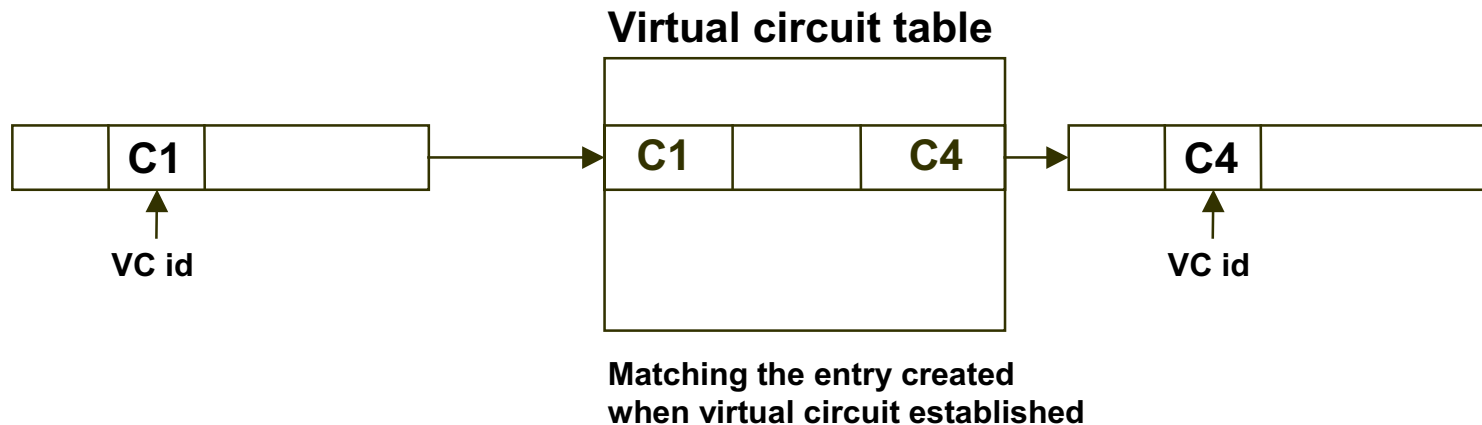 Virtual circuit table
C1
C1 C4
C4
VC id
VC id
Matching the entry created
when virtual circuit established